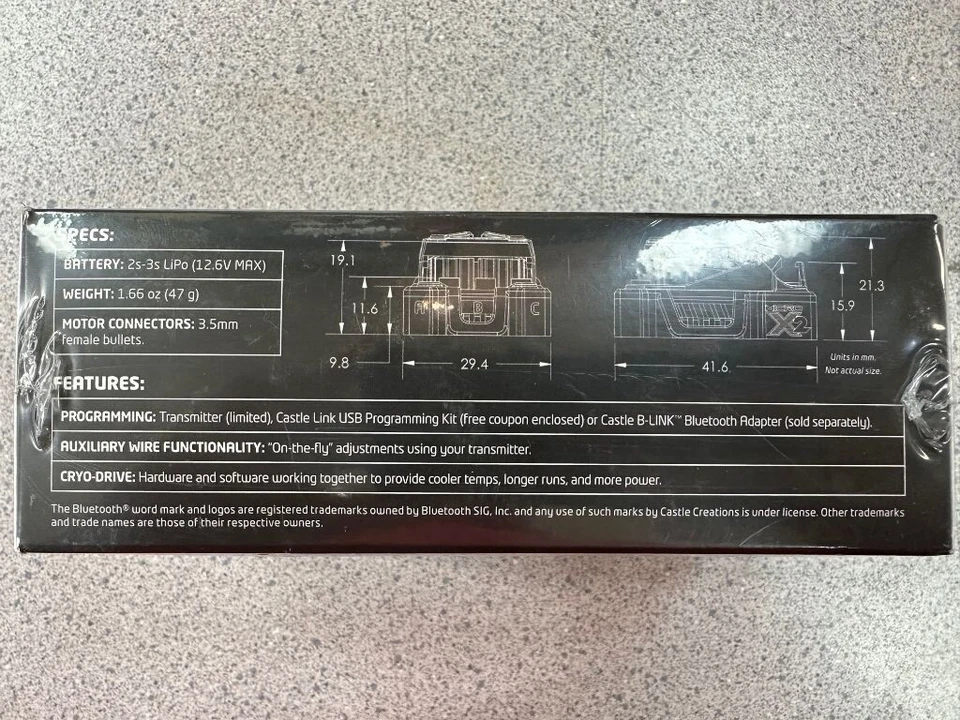 SPECS:
BATTERY: 2s-3s LiPo (12.6V MAX)
WEIGHT: 1.66 oz (47 g)
MOTOR CONNECTORS: 3.5mm
female bullets.
19.1
11.6
9.8
29.4
A B C
41.6
15.9
21.3
X2
Units in mm.
Not actual size.
FEATURES:
PROGRAMMING: Transmitter (limited), Castle Link USB Programming Kit (free coupon enclosed) or Castle B-LINK™ Bluetooth Adapter (sold separately).
AUXILIARY WIRE FUNCTIONALITY: "On-the-fly" adjustments using your transmitter.
CRYO-DRIVE: Hardware and software working together to provide cooler temps, longer runs, and more power.
The Bluetooth® word mark and logos are registered trademarks owned by Bluetooth SIG, Inc. and any use of such marks by Castle Creations is under license. Other trademarks
and trade names are those of their respective owners.